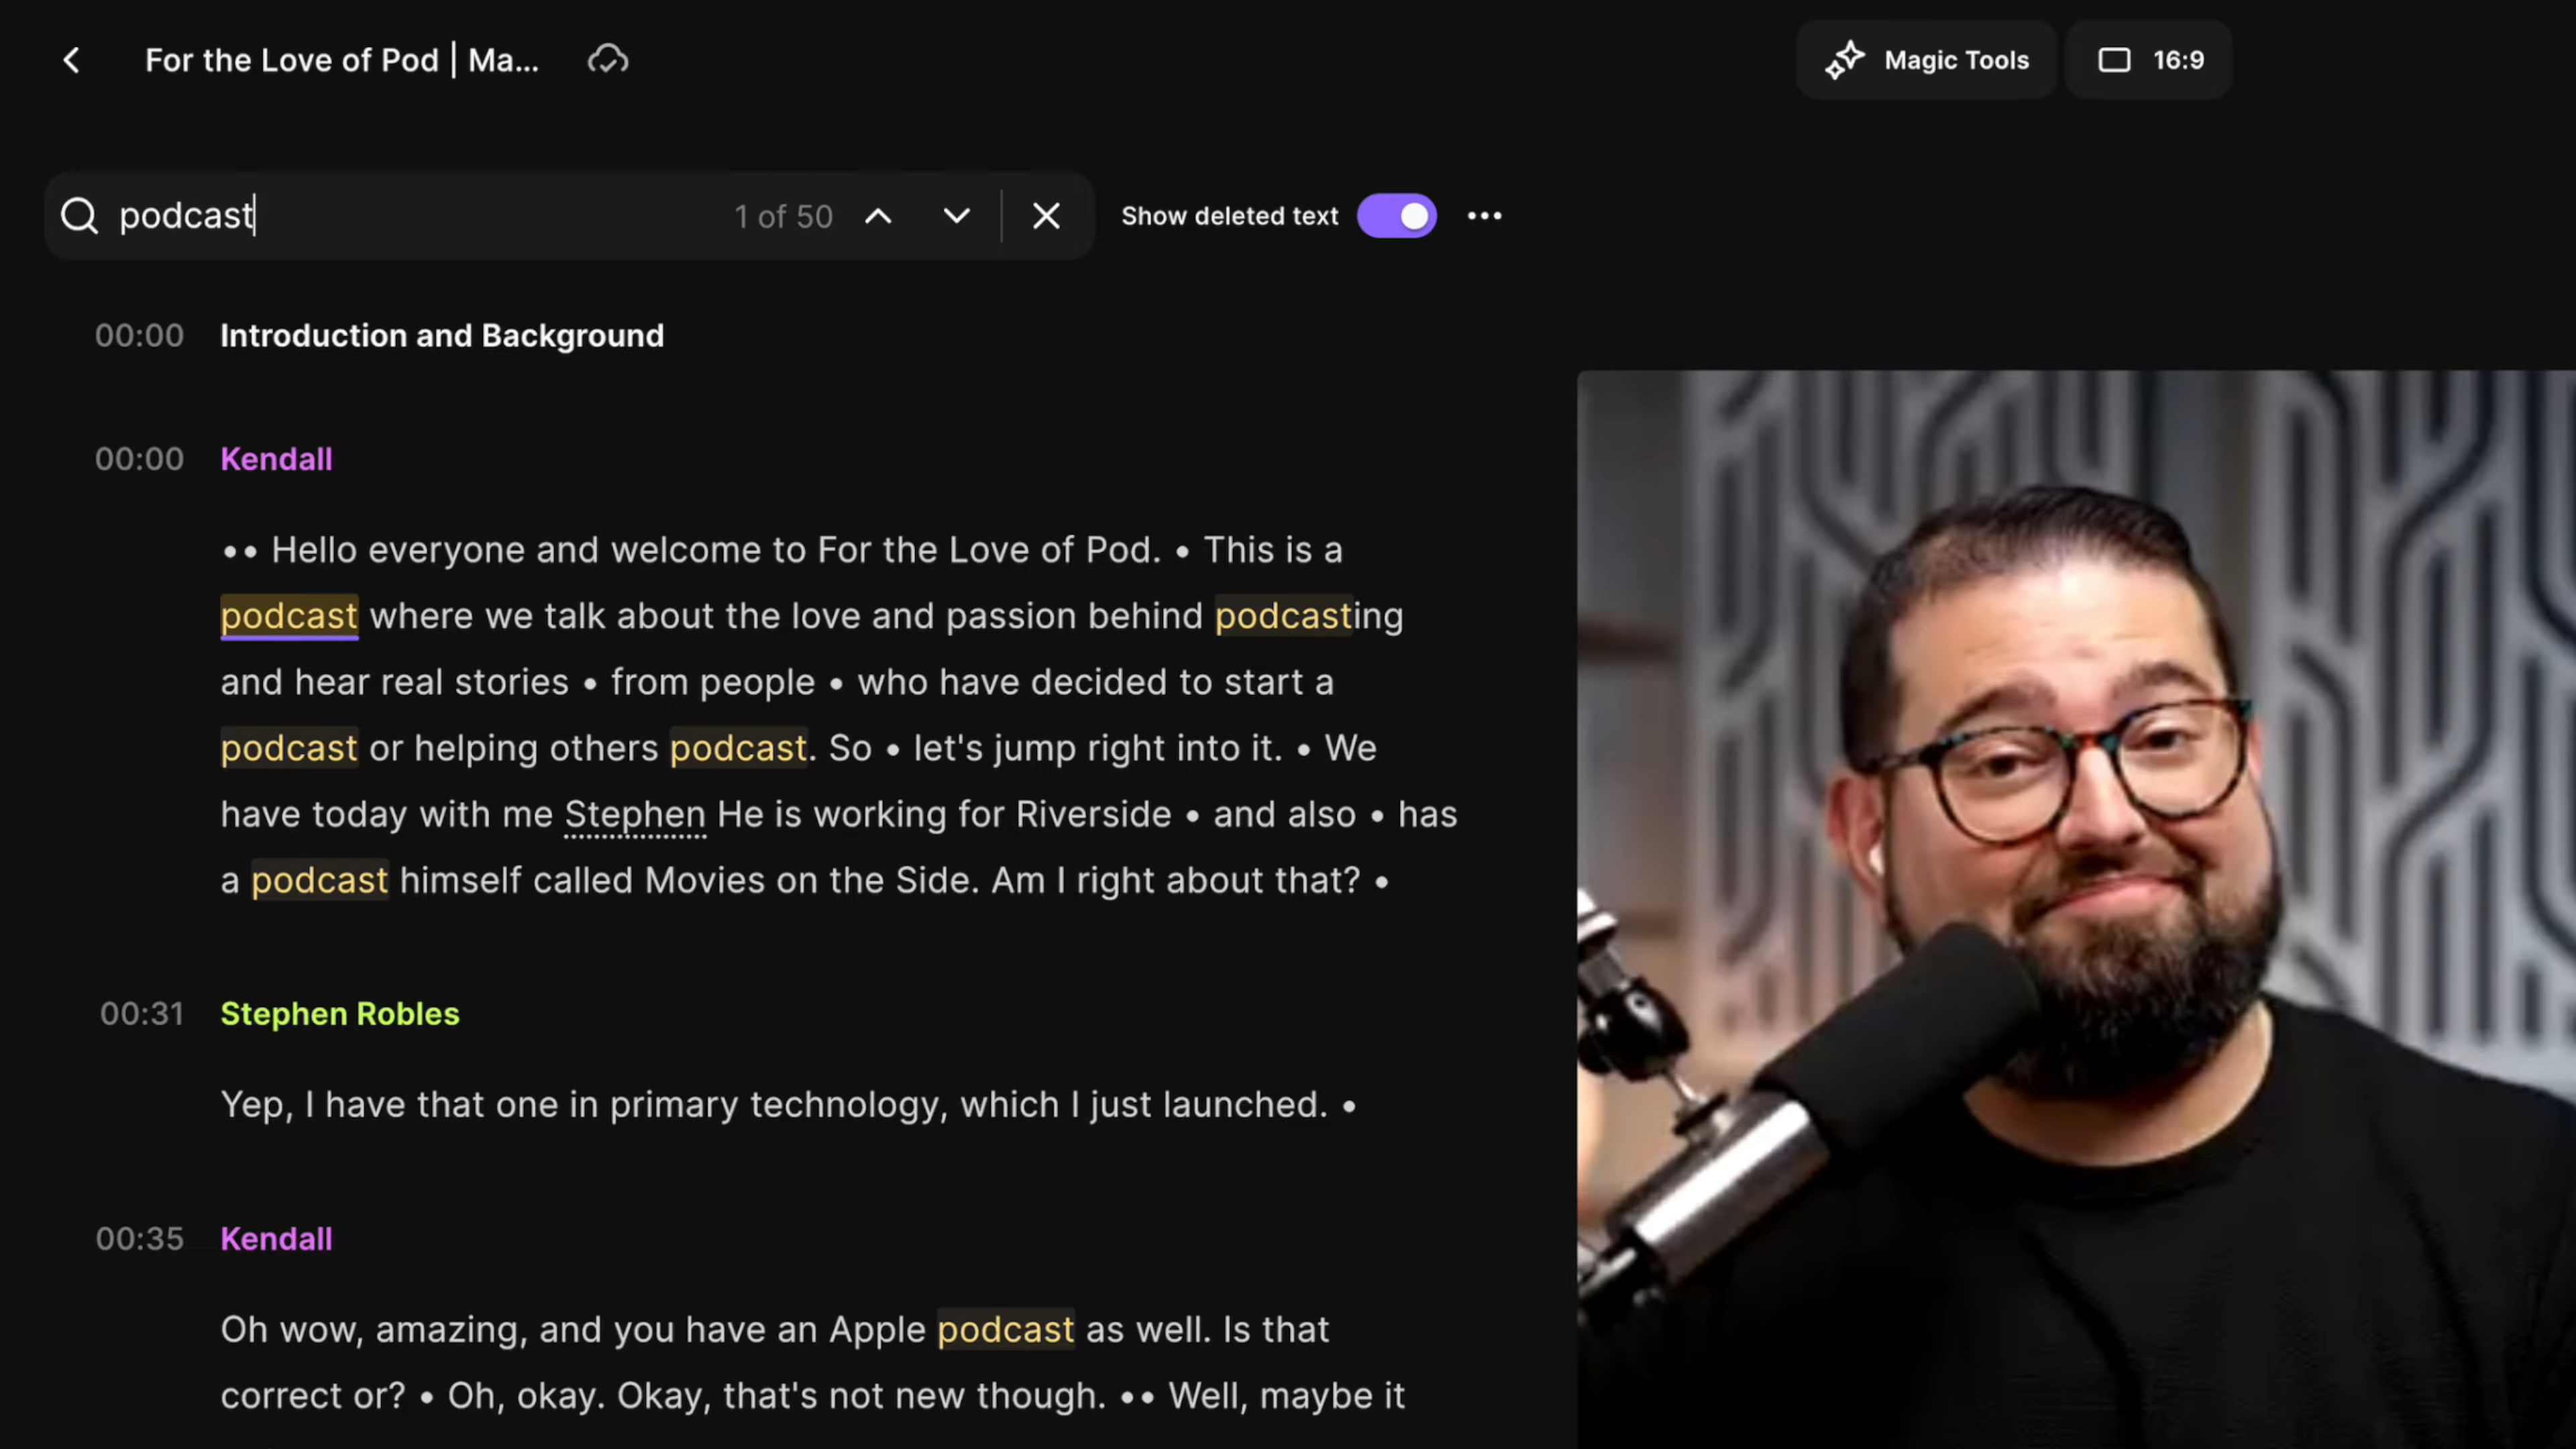 For the Love of Pod | Ma...
Magic Tools
16:9
podcast
1 of 50
Show deleted text
00:00 Introduction and Background
00:00 Kendall
•• Hello everyone and welcome to For the Love of Pod. • This is a
podcast where we talk about the love and passion behind podcasting
and hear real stories • from people • who have decided to start a
podcast or helping others podcast. So • let's jump right into it. • We
have today with me Stephen He is working for Riverside • and also • has
a podcast himself called Movies on the Side. Am I right about that? •
00:31 Stephen Robles
Yep, I have that one in primary technology, which I just launched. •
00:35 Kendall
Oh wow, amazing, and you have an Apple podcast as well. Is that
correct or? • Oh, okay. Okay, that's not new though. •• Well, maybe it